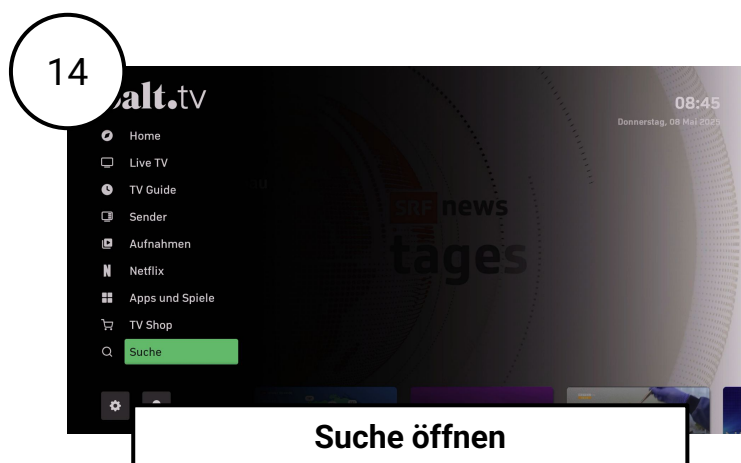 14
alt.tv
08:45
Donnerstag, 08 Mai 2025
Home
Live TV
TV Guide
Sender
SRF news
Aufnahmen
tages
Netflix
Apps und Spiele
TV Shop
Suche
Suche öffnen